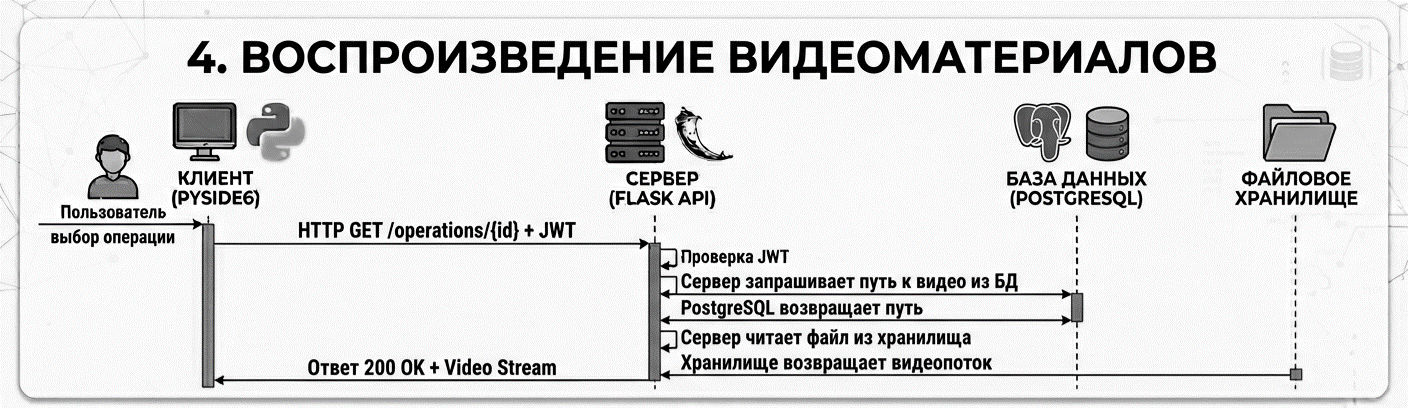 4. ВОСПРОИЗВЕДЕНИЕ ВИДЕОМАТЕРИАЛОВ
КЛИЕНТ
(PYSIDE6)
СЕРВЕР
(FLASK API)
БАЗА ДАННЫХ
(POSTGRESQL)
ФАЙЛОВОЕ
ХРАНИЛИЩЕ
Пользователь
выбор операции
HTTP GET /operations/{id} + JWT
Проверка JWT
Сервер запрашивает путь к видео из БД
PostgreSQL возвращает путь
Сервер читает файл из хранилища
Хранилище возвращает видеопоток
Ответ 200 OK + Video Stream